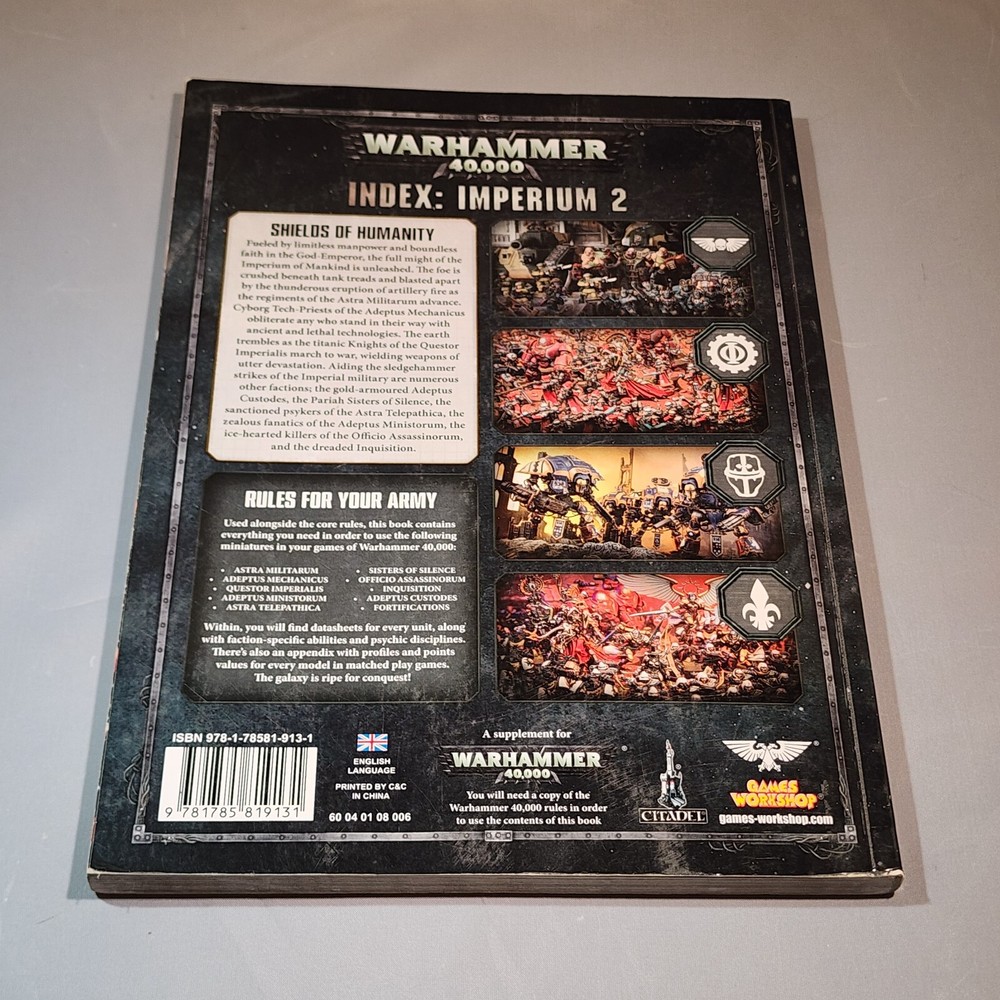 WARHAMMER
40,000
INDEX: IMPERIUM 2
SHIELDS OF HUMANITY
Fueled by limitless manpower and boundless
faith in the God-Emperor, the full might of the
Imperium of Mankind is unleashed. The foe is
crushed beneath tank treads and blasted apart
by the thunderous eruption of artillery fire as
the regiments of the Astra Militarum advance.
Cyborg Tech-Priests of the Adeptus Mechanicus
obliterate any who stand in their way with
ancient and lethal technologies. The earth
trembles as the titanic Knights of the Questor
Imperialis march to war, wielding weapons of
utter devastation. Aiding the sledgehammer
strikes of the Imperial military are numerous
other factions; the gold-armoured Adeptus
Custodes, the Pariah Sisters of Silence, the
sanctioned psykers of the Astra Telepathica, the
zealous fanatics of the Adeptus Ministorum, the
ice-hearted killers of the Officio Assassinorum,
and the dreaded Inquisition.
RULES FOR YOUR ARMY
Used alongside the core rules, this book contains
everything you need in order to use the following
miniatures in your games of Warhammer 40,000:
• ASTRA MILITARUM
• ADEPTUS MECHANICUS
• QUESTOR IMPERIALIS
• ADEPTUS MINISTORUM
• ASTRA TELEPATHICA
• SISTERS OF SILENCE
• OFFICIO ASSASSINORUM
• INQUISITION
• ADEPTUS CUSTODES
• FORTIFICATIONS
Within, you will find datasheets for every unit, along
with faction-specific abilities and psychic disciplines.
There's also an appendix with profiles and points
values for every model in matched play games.
The galaxy is ripe for conquest!
ISBN 978-1-78581-913-1
9 781785 819131
ENGLISH
LANGUAGE
PRINTED BY C&C
IN CHINA
60 04 01 08 006
A supplement for
WARHAMMER
40,000
You will need a copy of the
Warhammer 40,000 rules in order
to use the contents of this book
CITADEL
GAMES
WORKSHOP
games-workshop.com